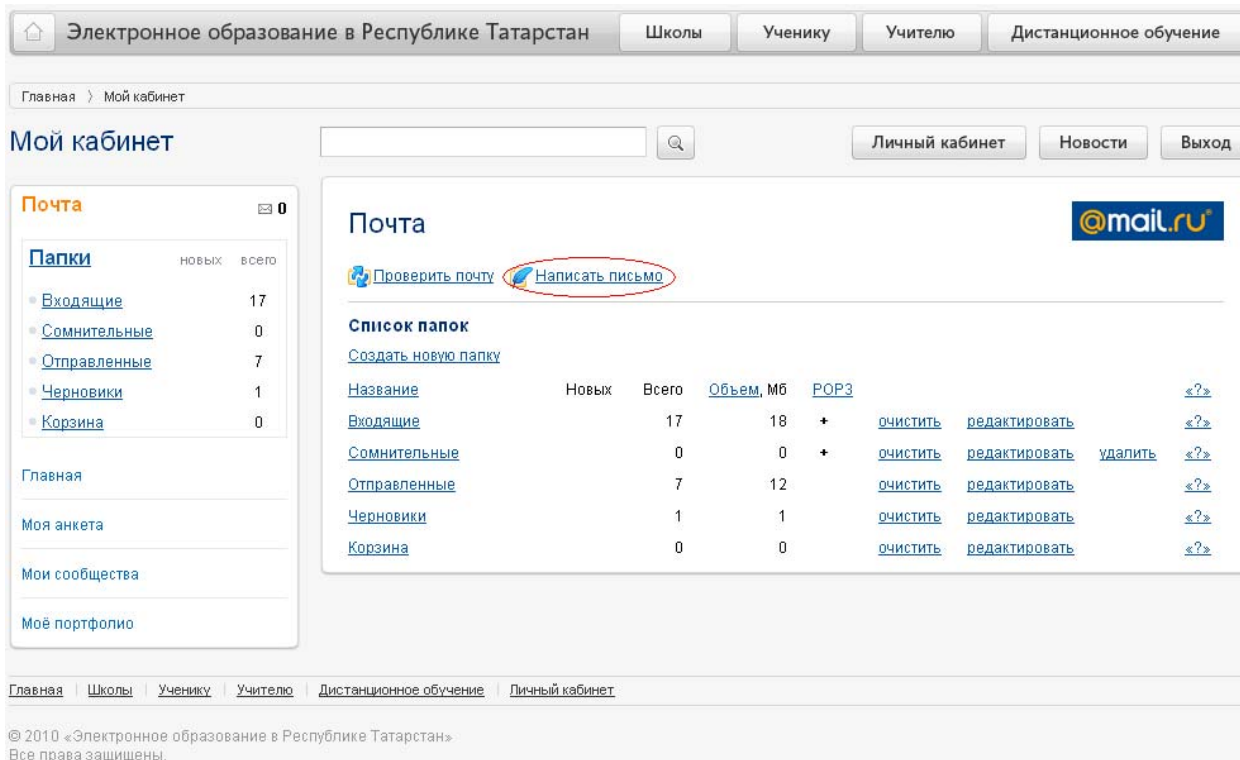 Электронное образование в Республике Татарстан Школы Ученику Учителю Дистанционное обучение
Главная 〉 Мой кабинет
Мой кабинет
Личный кабинет Новости Выход
Почта 0
Папки новых всего
Входящие 17
Сомнительные 0
Отправленные 7
Черновики 1
Корзина 0
Главная
Моя анкета
Мои сообщества
Моё портфолио
Почта
@mail.ru®
Проверить почту Написать письмо
Список папок
Создать новую папку
Название Новых Всего Объем, Мб POP3 «?»
Входящие 17 18 + очистить редактировать «?»
Сомнительные 0 0 + очистить редактировать удалить «?»
Отправленные 7 12 очистить редактировать «?»
Черновики 1 1 очистить редактировать «?»
Корзина 0 0 очистить редактировать «?»
Главная | Школы | Ученику | Учителю | Дистанционное обучение | Личный кабинет
© 2010 «Электронное образование в Республике Татарстан»
Все права защищены.